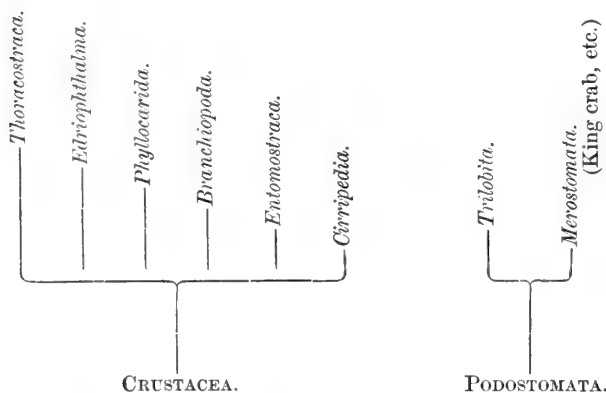 Thoracostraca.
Edriophthalma.
Phyllocarida.
Branchiopoda.
Entomostraca.
Cirripedia.
Trilobita.
Merostomata.
(King crab, etc.)
CRUSTACEA.
PODOSTOMATA.